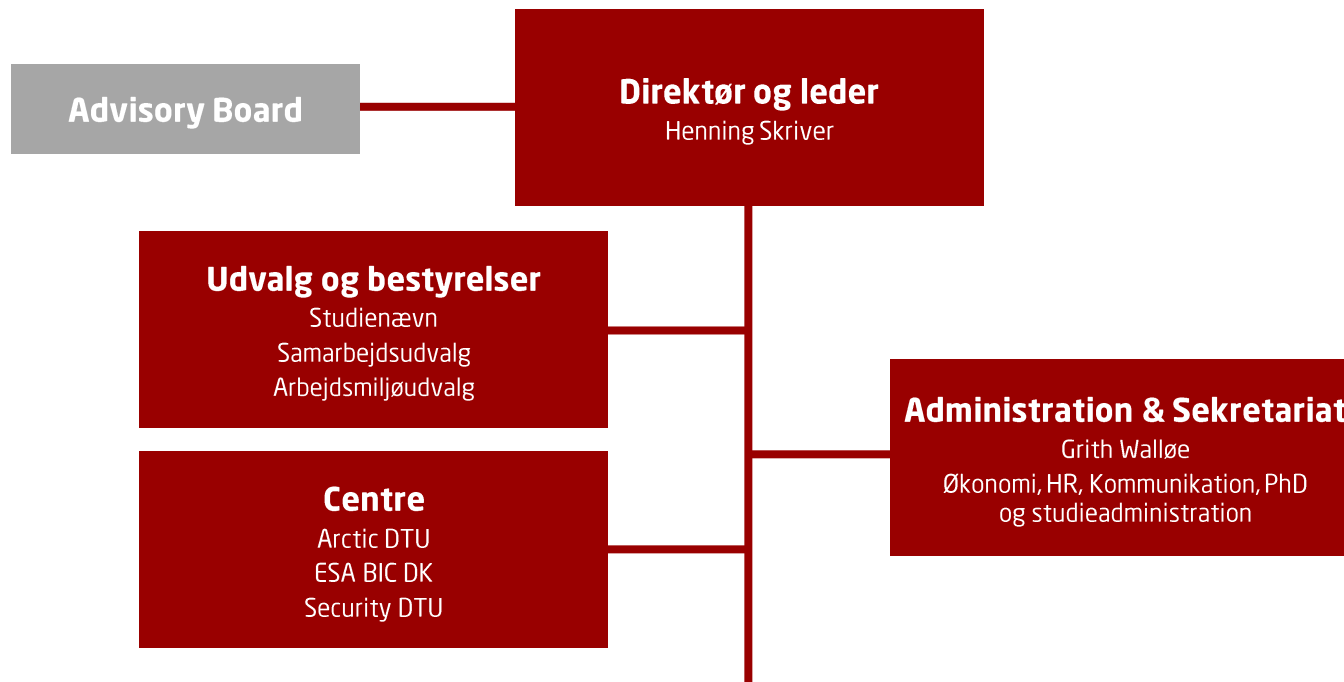 Advisory Board
Direktør og leder
Henning Skriver
Udvalg og bestyrelser
Studienævn
Samarbejdsudvalg
Arbejdsmiljøudvalg
Administration & Sekretariat
Grith Walløe
Økonomi, HR, Kommunikation, PhD
og studieadministration
Centre
Arctic DTU
ESA BIC DK
Security DTU